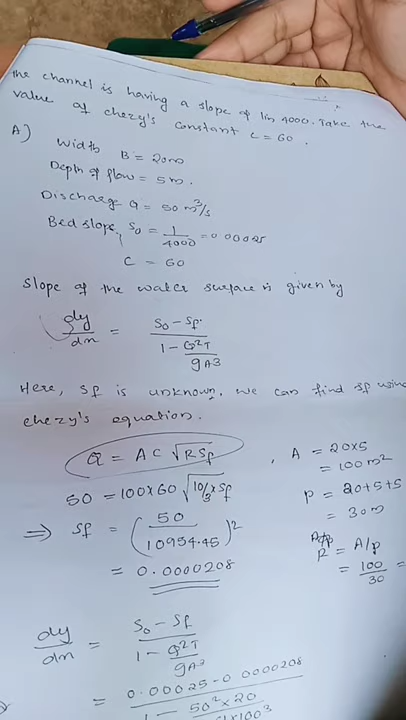 the channel is having a slope of 1 in 4000. Take the
value of chezy's constant C = 60.
A)
Width B = 20m
Depth of flow = 5m.
Discharge Q = 50 m³/s
Bed slope, S₀ = 1/4000 = 0.00025
C = 60
Slope of the water surface is given by
dy/dx = (S₀ - Sf)/(1 - Q²T/gA³)
Here, Sf is unknown. We can find Sf using
chezy's equation.
Q = AC √RSf , A = 20×5
= 100m²
50 = 100×60 √10/3 × Sf
P = 20+5+5
= 30m
⇒ Sf = (50/10954.45)²
R = A/P
= 100/30 =
= 0.0000208
dy/dx = (S₀ - Sf)/(1 - Q²T/gA³)
= 0.00025-0.0000208
1 - 50² × 20